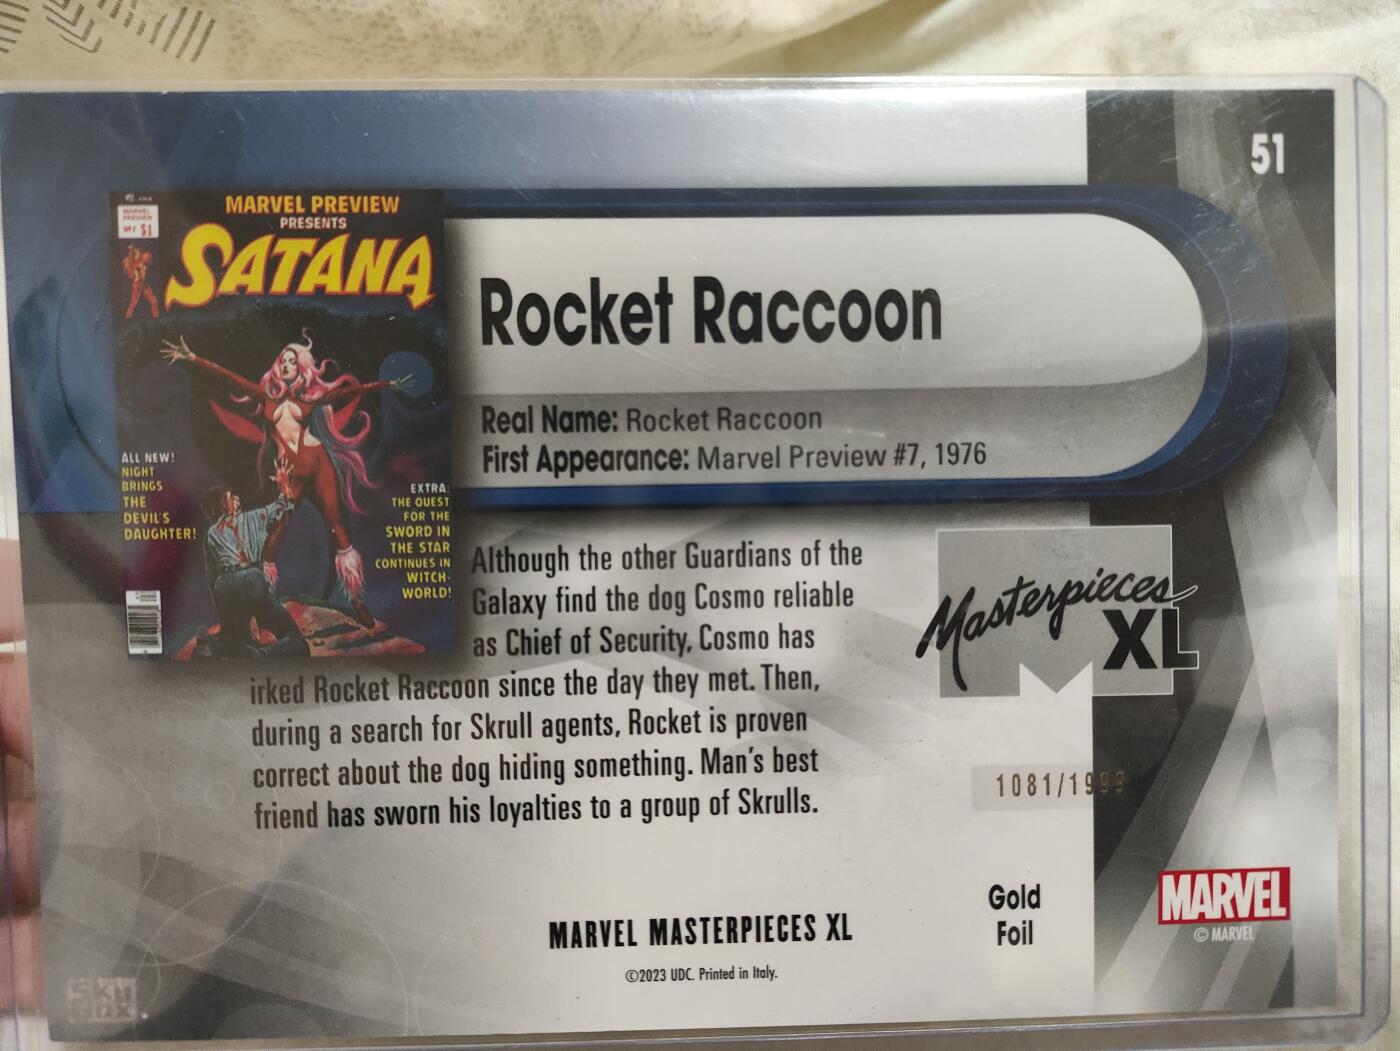 51
MARVEL PREVIEW
PRESENTS
SATANA
MARVEL
PREVIEW
$1
ALL NEW!
NIGHT
BRINGS
THE
DEVIL'S
DAUGHTER!
EXTRA:
THE QUEST
FOR THE
SWORD IN
THE STAR
CONTINUES IN
WITCH-
WORLD!
Rocket Raccoon
Real Name: Rocket Raccoon
First Appearance: Marvel Preview #7, 1976
Although the other Guardians of the
Galaxy find the dog Cosmo reliable
as Chief of Security, Cosmo has
irked Rocket Raccoon since the day they met. Then,
during a search for Skrull agents, Rocket is proven
correct about the dog hiding something. Man's best
friend has sworn his loyalties to a group of Skrulls.
Masterpieces
XL
1081/1999
Gold
Foil
MARVEL
© MARVEL
MARVEL MASTERPIECES XL
©2023 UDC. Printed in Italy.
SkyBox